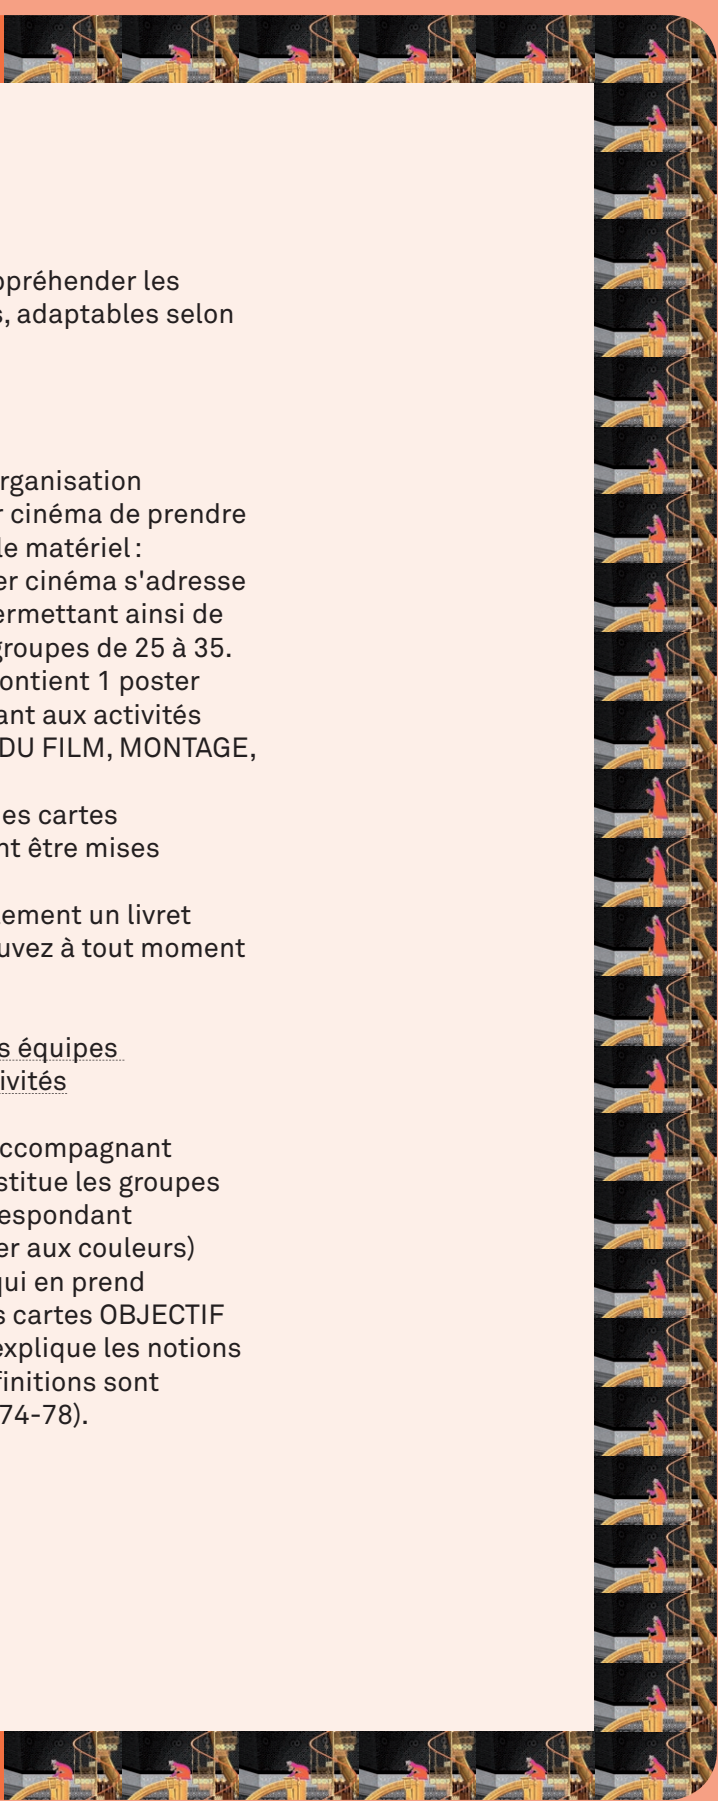 ppréhender les
s, adaptables selon
rganisation
r cinéma de prendre
le matériel :
er cinéma s'adresse
ermettant ainsi de
groupes de 25 à 35.
ontient 1 poster
ant aux activités
DU FILM, MONTAGE,
es cartes
nt être mises
ement un livret
uvez à tout moment
s équipes
ivités
ccompagnant
stitue les groupes
respondant
er aux couleurs)
qui en prend
s cartes OBJECTIF
explique les notions
finitions sont
74-78).